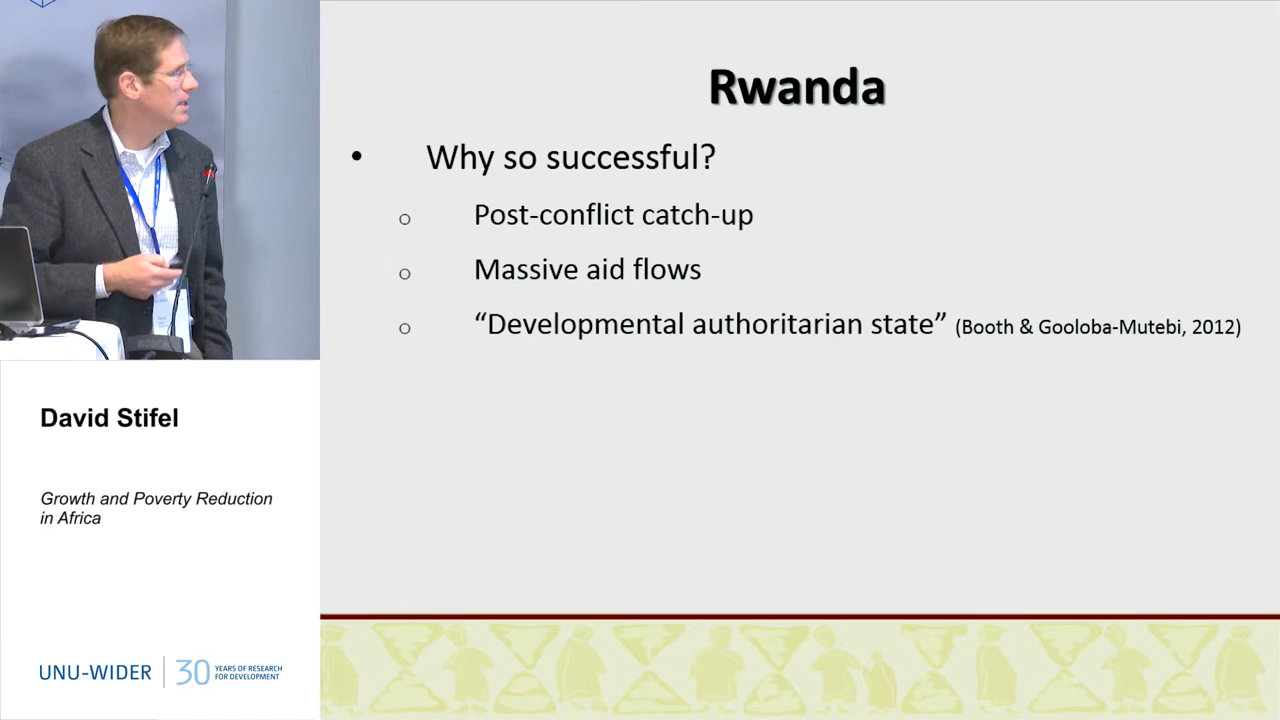 Rwanda
• Why so successful?
o Post-conflict catch-up
o Massive aid flows
o “Developmental authoritarian state” (Booth & Gooloba-Mutebi, 2012)
David Stifel
Growth and Poverty Reduction
in Africa
UNU-WIDER
30 YEARS OF RESEARCH
FOR DEVELOPMENT
BOSCH